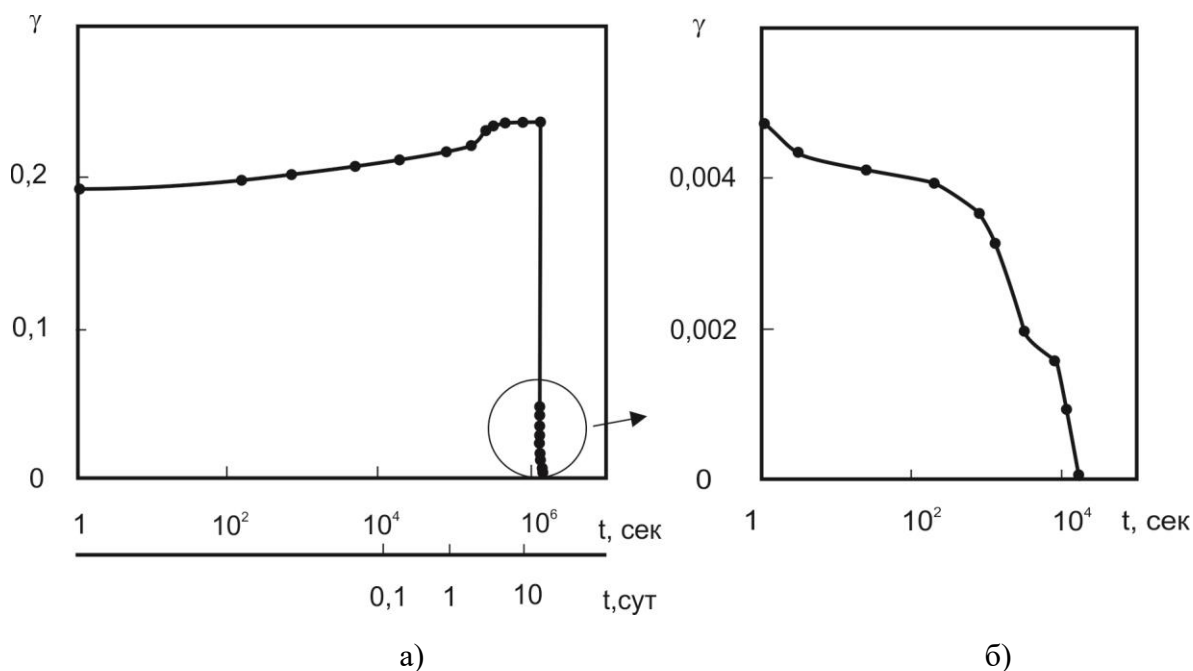 γ
0,2
0,1
0
1 10² 10⁴ 10⁶ t, сек
0,1 1 10 t,сут
а)
γ
0,004
0,002
0
1 10² 10⁴ t, сек
б)